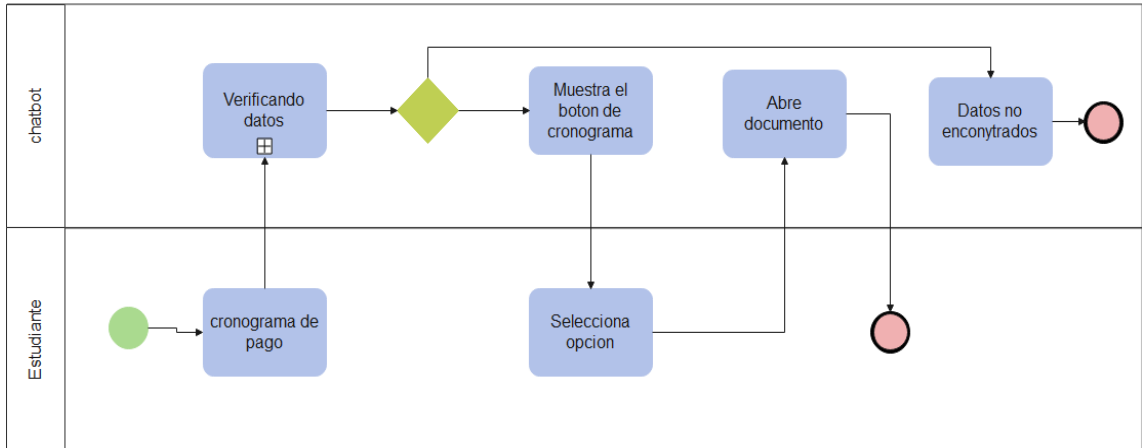 chatbot
Verificando
datos
Muestra el
boton de
cronograma
Abre
documento
Datos no
enconytrados
Estudiante
cronograma de
pago
Selecciona
opcion